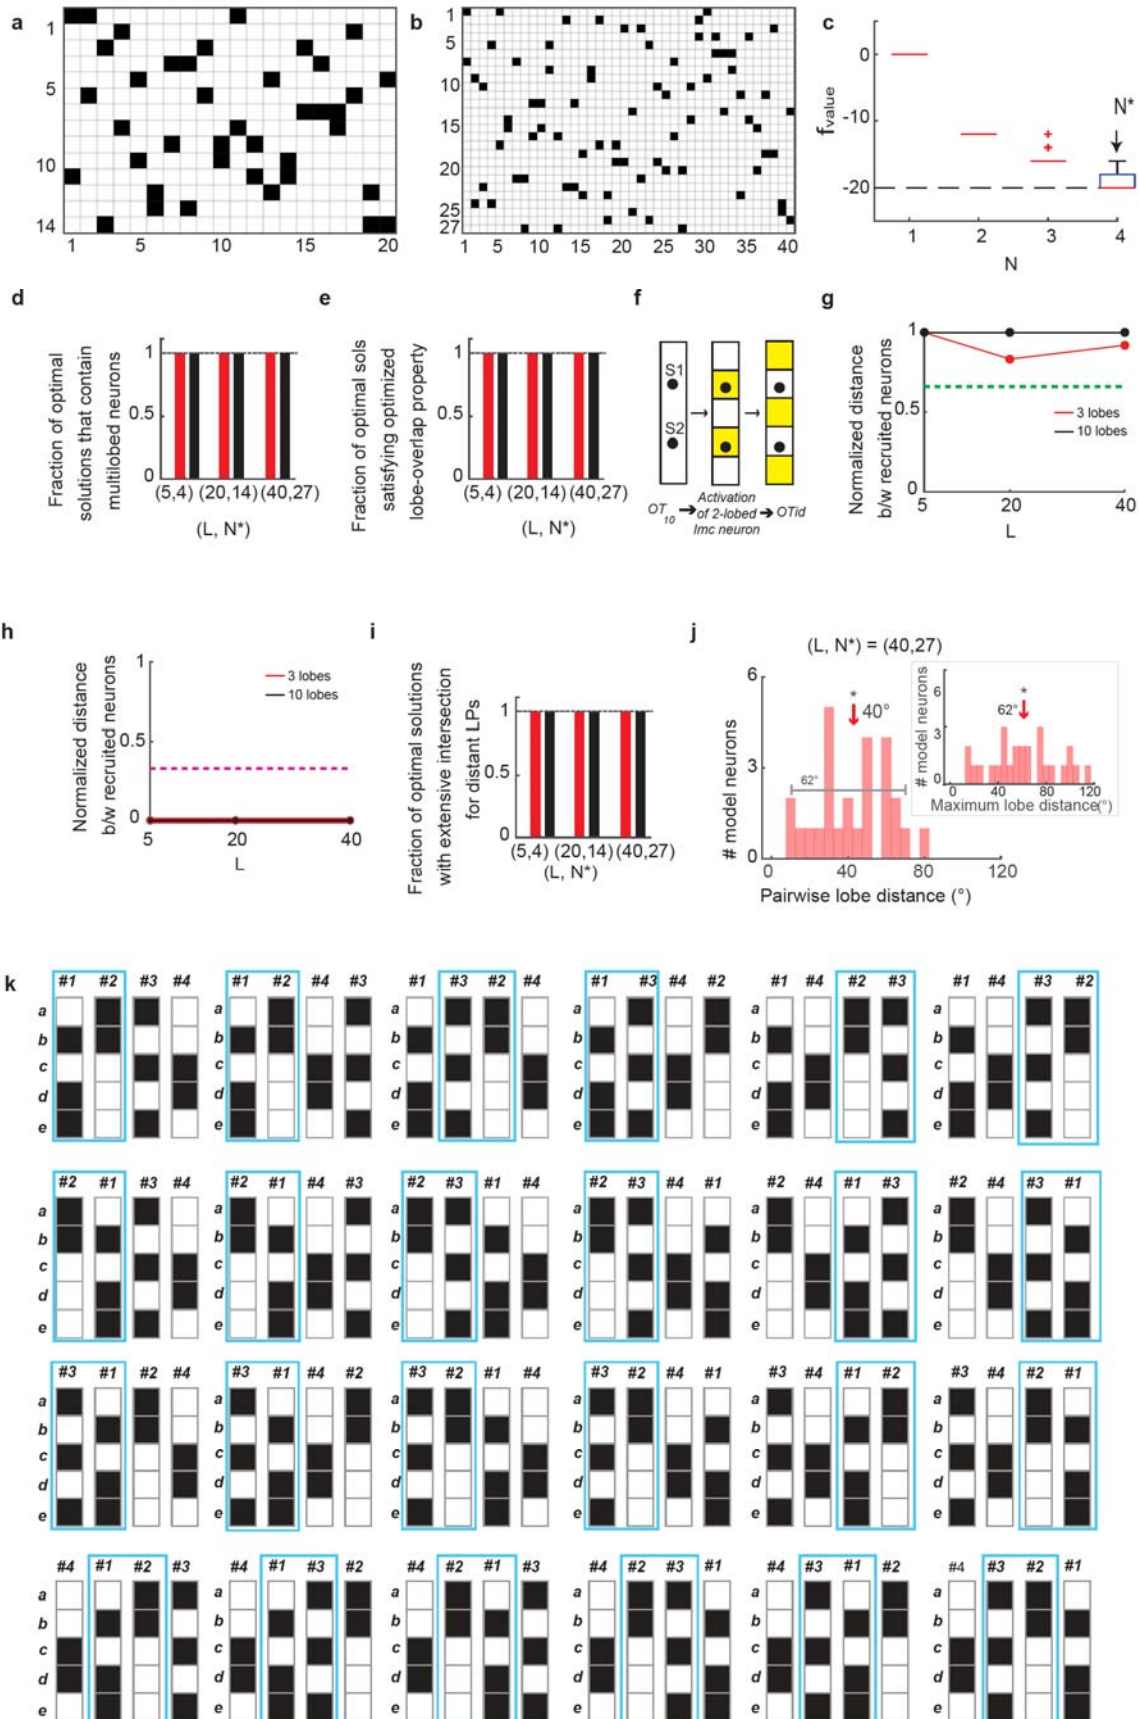 a
1
5
10
14
1 5 10 15 20
b
1
5
10
15
20
25
27
1 5 10 15 20 25 30 35 40
c
fvalue
0
-10
-20
N*
1 2 3 4
N
d
Fraction of optimal
solutions that contain
multilobed neurons
1
0.5
0
(5,4) (20,14) (40,27)
(L, N*)
e
Fraction of optimal sols
satisfying optimized
lobe-overlap property
1
0.5
0
(5,4) (20,14) (40,27)
(L, N*)
f
S1
S2
OT10 → Activation of 2-lobed Imc neuron → OTid
g
Normalized distance
b/w recruited neurons
1
0.5
0
3 lobes
10 lobes
5 20 40
L
h
Normalized distance
b/w recruited neurons
1
0.5
0
3 lobes
10 lobes
5 20 40
L
i
Fraction of optimal solutions
with extensive intersection
for distant LPs
1
0.5
0
(5,4) (20,14) (40,27)
(L, N*)
j
(L, N*) = (40,27)
# model neurons
6
3
0
*
40°
62°
0 40 80 120
Pairwise lobe distance (°)
# model neurons
6
3
0
*
62°
0 40 80 120
Maximum lobe distance(°)
k
#1 #2 #3 #4 #1 #2 #4 #3 #1 #3 #2 #4 #1 #3 #4 #2 #1 #4 #2 #3 #1 #4 #3 #2
a a a a a a
b b b b b b
c c c c c c
d d d d d d
e e e e e e
#2 #1 #3 #4 #2 #1 #4 #3 #2 #3 #1 #4 #2 #3 #4 #1 #2 #4 #1 #3 #2 #4 #3 #1
a a a a a a
b b b b b b
c c c c c c
d d d d d d
e e e e e e
#3 #1 #2 #4 #3 #1 #4 #2 #3 #2 #1 #4 #3 #2 #4 #1 #3 #4 #1 #2 #3 #4 #2 #1
a a a a a a
b b b b b b
c c c c c c
d d d d d d
e e e e e e
#4 #1 #2 #3 #4 #1 #3 #2 #4 #2 #1 #3 #4 #2 #3 #1 #4 #3 #1 #2 #4 #3 #2 #1
a a a a a a
b b b b b b
c c c c c c
d d d d d d
e e e e e e